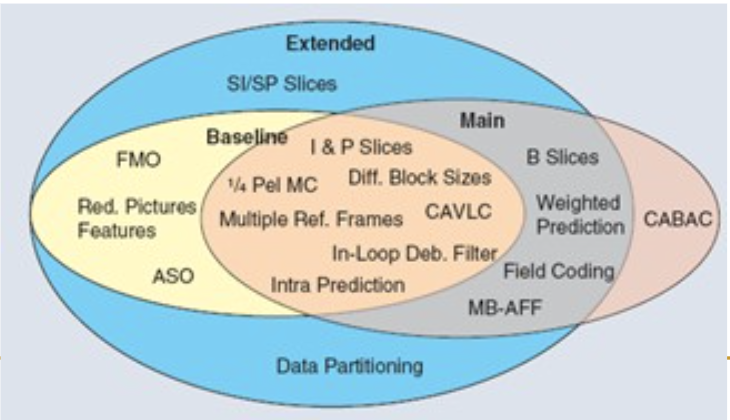 Extended
SI/SP Slices
Main
Baseline
I & P Slices
B Slices
FMO
¼ Pel MC
Diff. Block Sizes
Red. Pictures
Features
Multiple Ref. Frames
CAVLC
Weighted
Prediction
CABAC
In-Loop Deb. Filter
ASO
Intra Prediction
Field Coding
MB-AFF
Data Partitioning